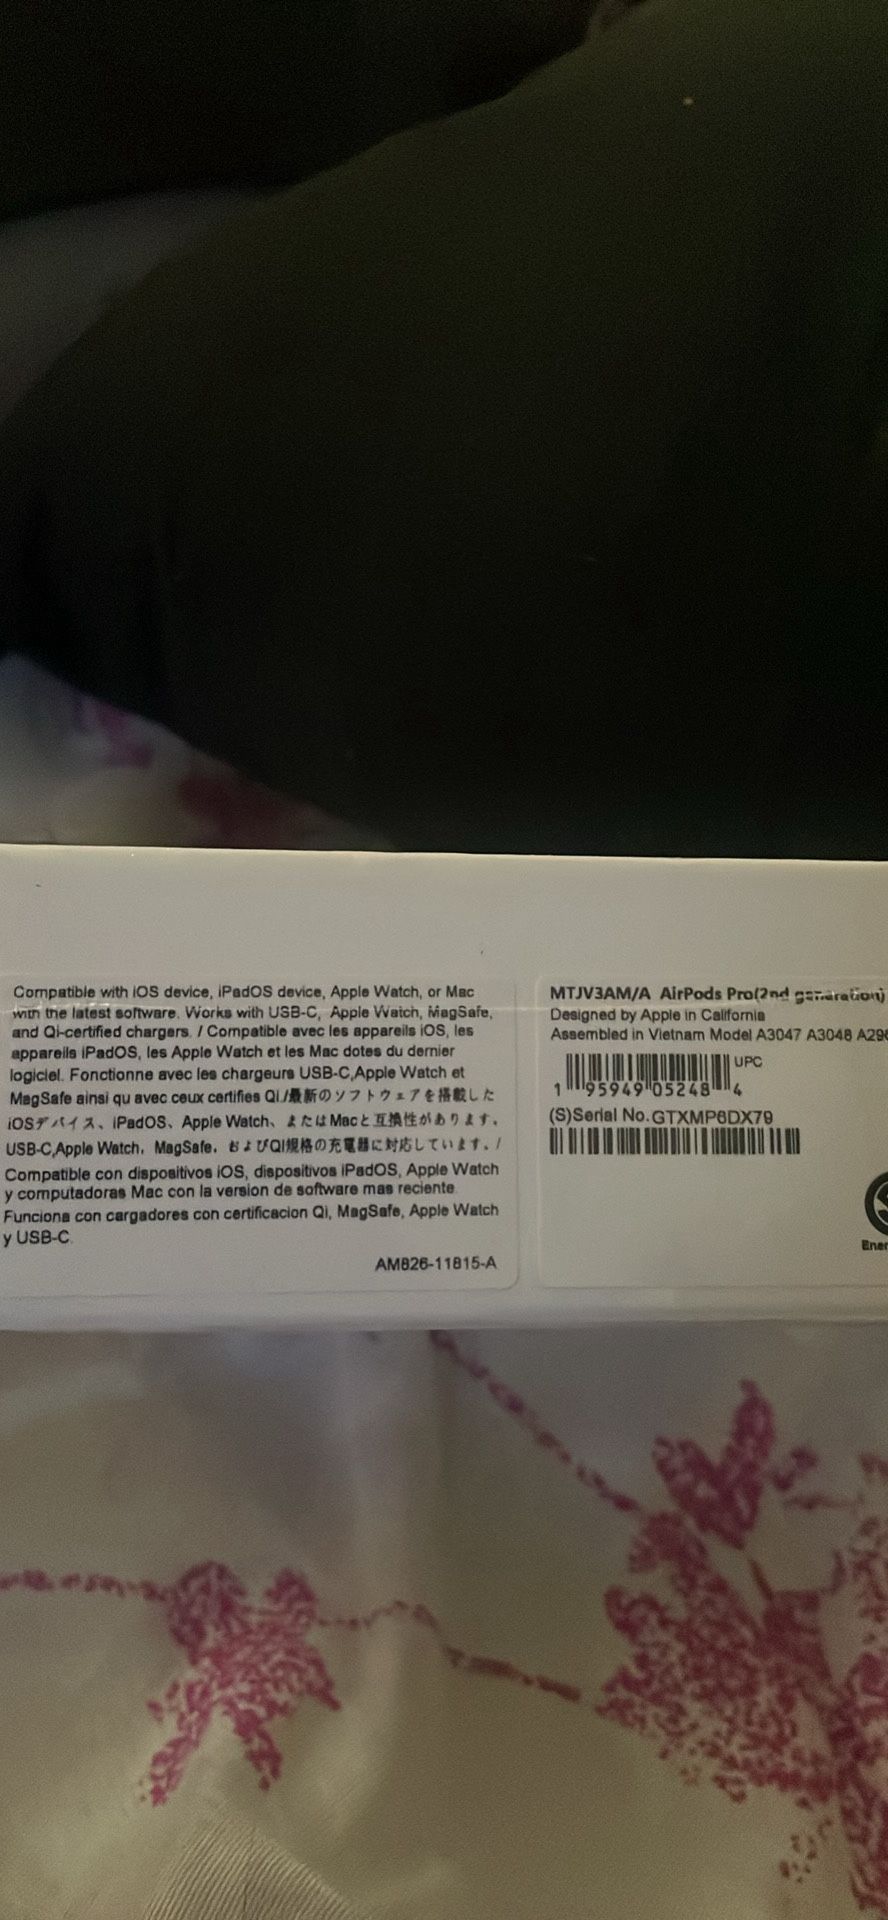 Compatible with iOS device, iPadOS device, Apple Watch, or Mac
with the latest software. Works with USB-C, Apple Watch, MagSafe,
and Qi-certified chargers. / Compatible avec les appareils iOS, les
appareils iPadOS, les Apple Watch et les Mac dotes du dernier
logiciel. Fonctionne avec les chargeurs USB-C,Apple Watch et
MagSafe ainsi qu avec ceux certifies Qi./最新のソフトウェアを搭載した
iOSデバイス、iPadOS、Apple Watch、またはMacと互換性があります。
USB-C,Apple Watch，MagSafe，およびQI規格の充電器に対応しています。/
Compatible con dispositivos iOS, dispositivos iPadOS, Apple Watch
y computadoras Mac con la version de software mas reciente.
Funciona con cargadores con certificacion Qi, MagSafe, Apple Watch
y USB-C.
AM826-11815-A
MTJV3AM/A AirPods Pro(2nd generation)
Designed by Apple in California
Assembled in Vietnam Model A3047 A3048
UPC
1 95949 05248 4
(S)Serial No.GTXMP6DX79